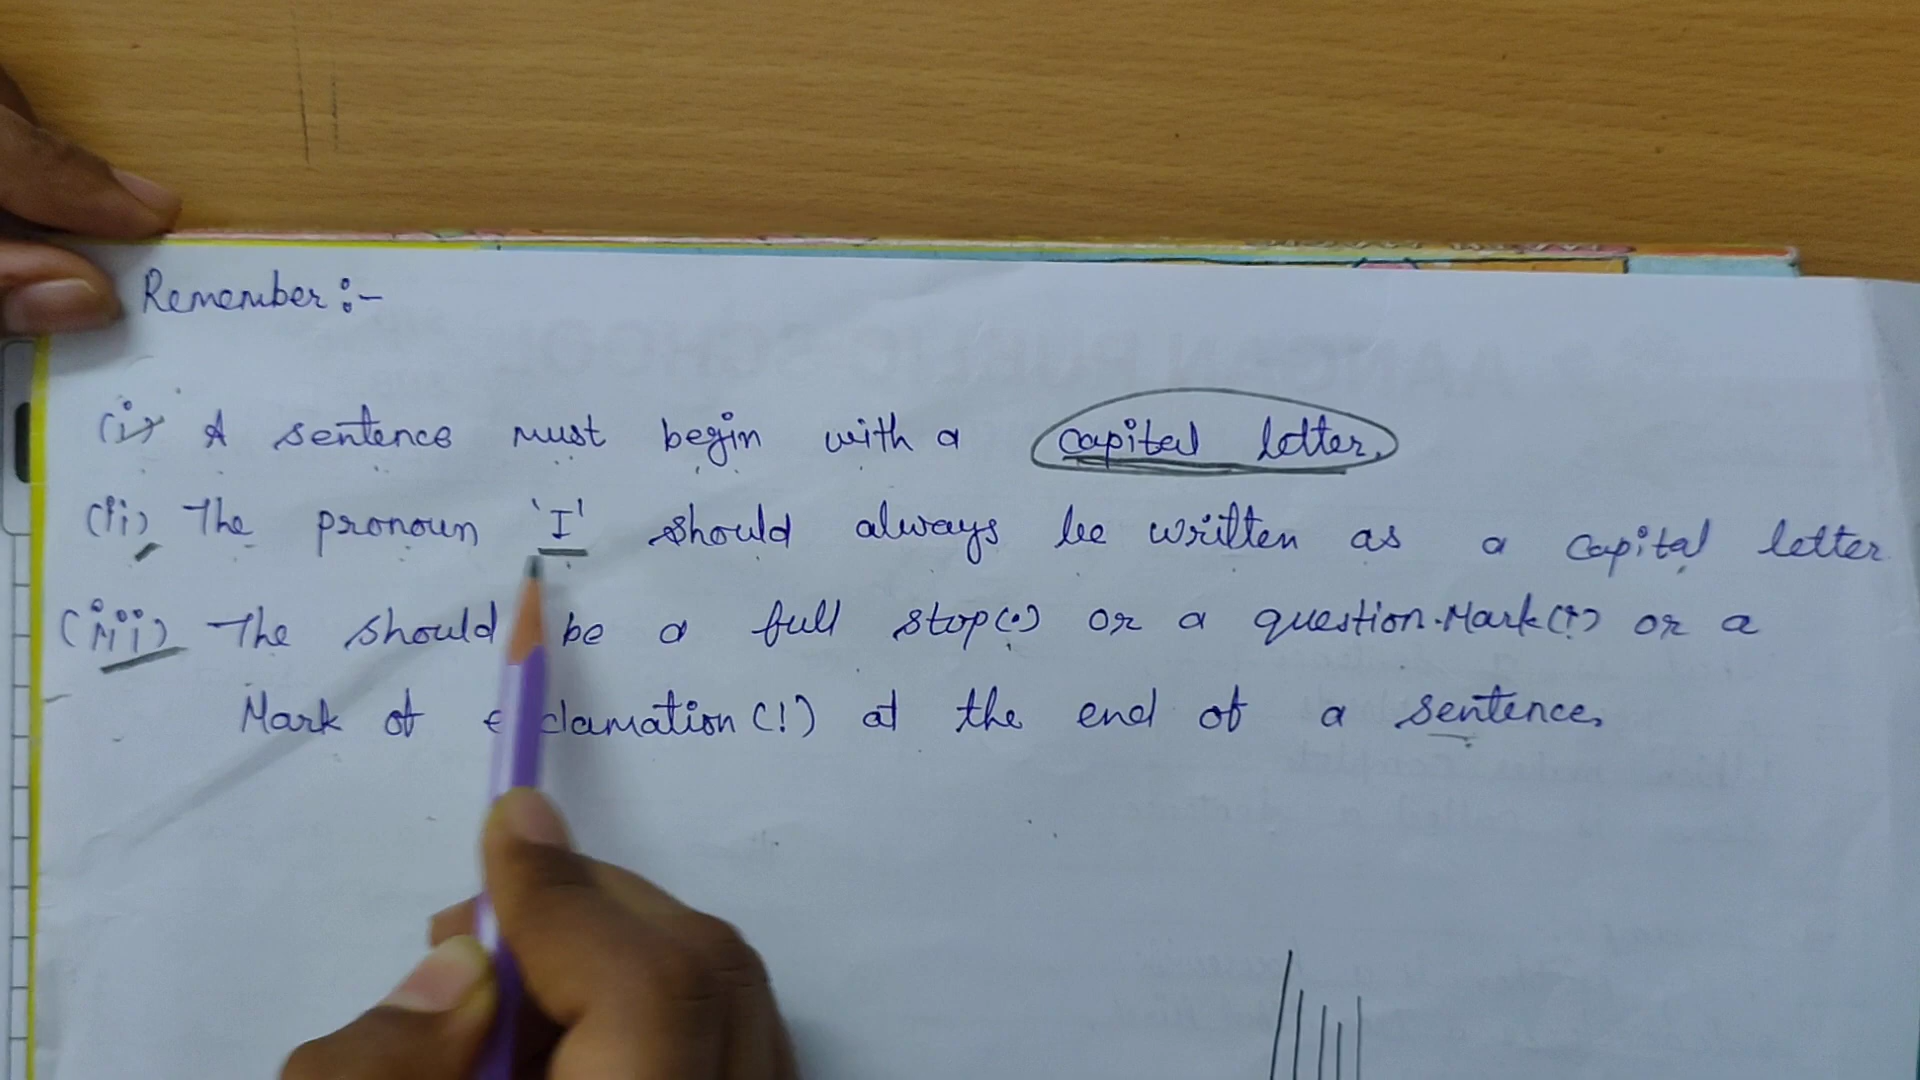 Remember :-
(i) A sentence must begin with a capital letter.
(ii) The pronoun 'I' should always be written as a capital letter
(iii) The should be a full stop(.) or a question Mark(?) or a
Mark of exclamation(!) at the end of a sentence.